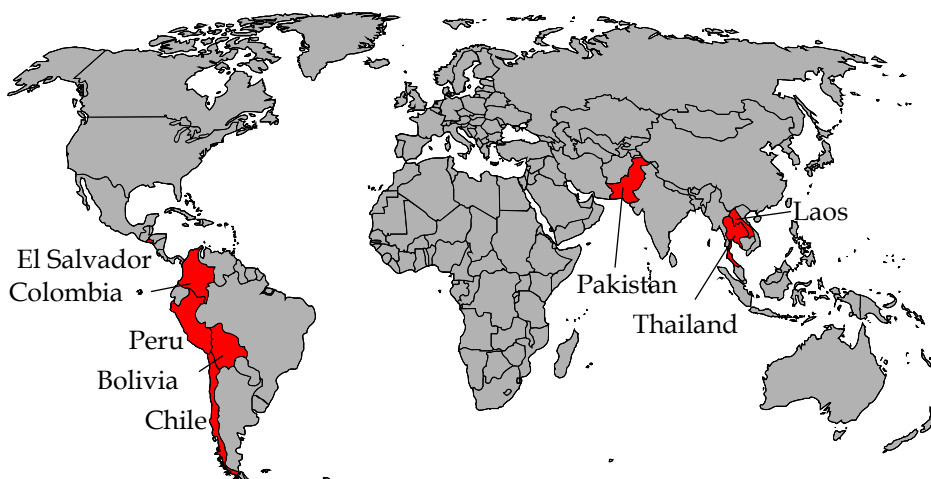 Laos
El Salvador
Pakistan
Colombia
Thailand
Peru
Bolivia
Chile